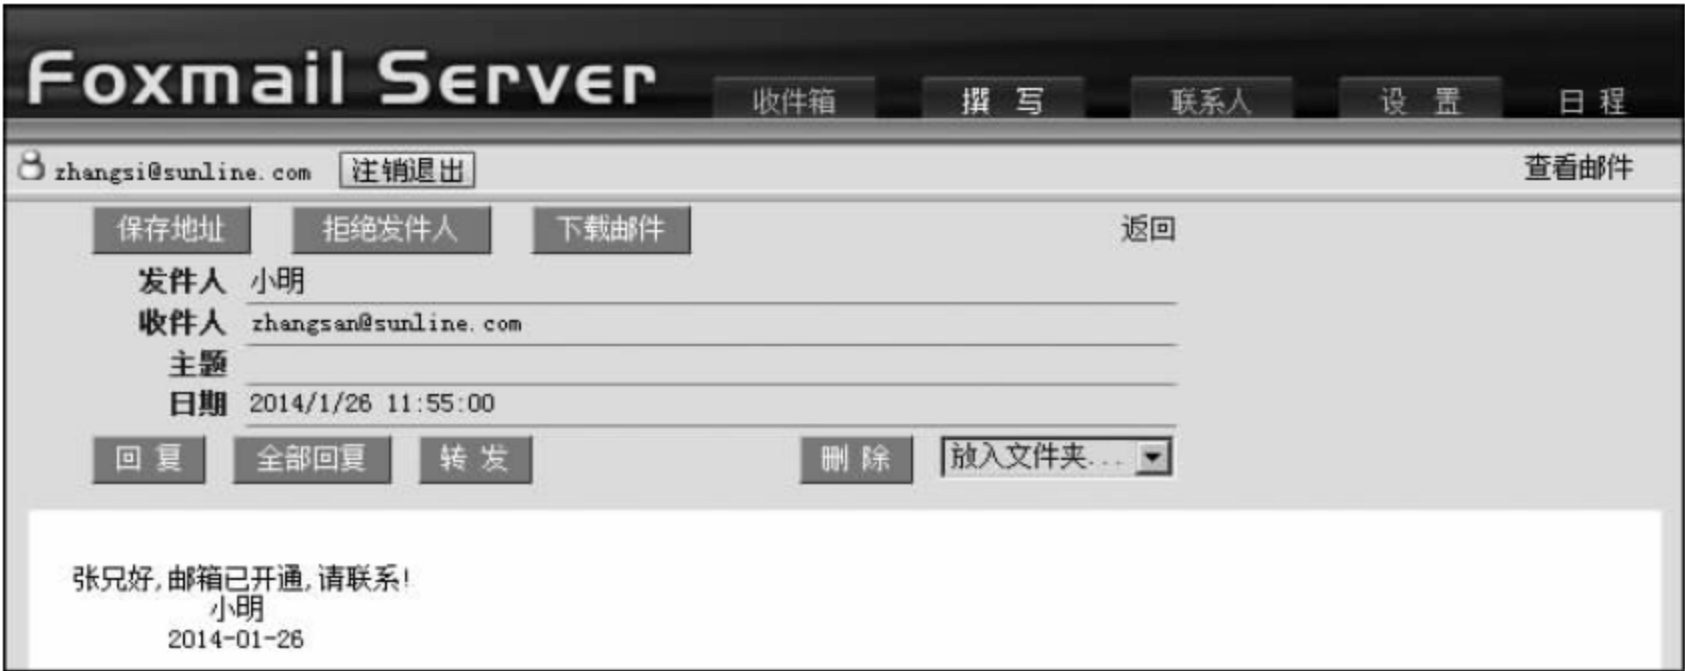 Foxmail Server
收件箱 撰 写 联系人 设 置 日 程
zhangsi@sunline.com 注销退出 查看邮件
保存地址 拒绝发件人 下载邮件 返回
发件人 小明
收件人 zhangsan@sunline.com
主题
日期 2014/1/26 11:55:00
回 复 全部回复 转 发 删 除 放入文件夹...
张兄好,邮箱已开通,请联系!
小明
2014-01-26